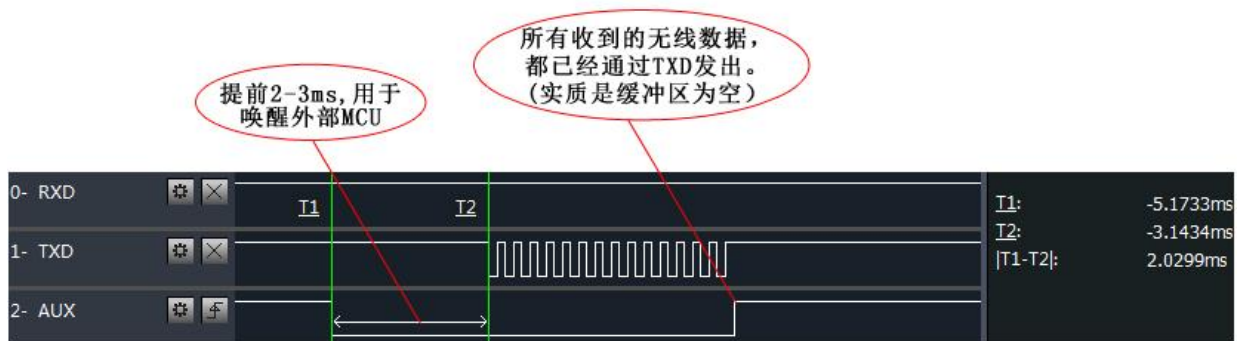 所有收到的无线数据，
都已经通过TXD发出。
(实质是缓冲区为空)
提前2-3ms,用于
唤醒外部MCU
0- RXD
T1
T2
T1: -5.1733ms
T2: -3.1434ms
|T1-T2|: 2.0299ms
1- TXD
2- AUX